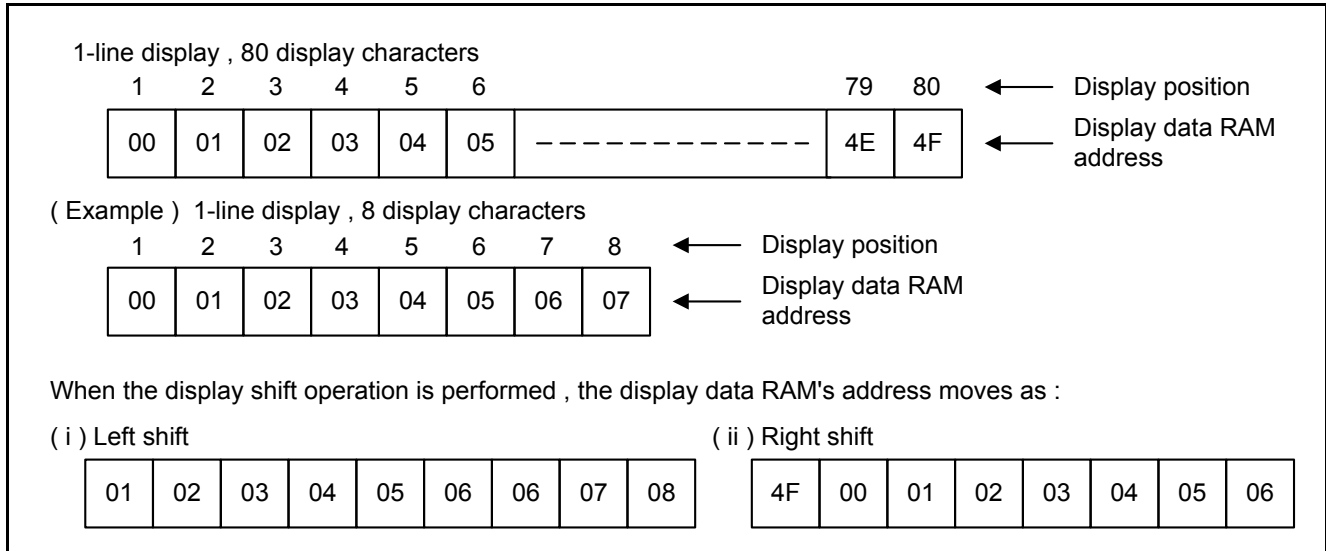 1-line display , 80 display characters
1 2 3 4 5 6 79 80 Display position
00 01 02 03 04 05 4E 4F Display data RAM address
( Example ) 1-line display , 8 display characters
1 2 3 4 5 6 7 8 Display position
00 01 02 03 04 05 06 07 Display data RAM address
When the display shift operation is performed , the display data RAM's address moves as :
( i ) Left shift ( ii ) Right shift
01 02 03 04 05 06 06 07 08 4F 00 01 02 03 04 05 06